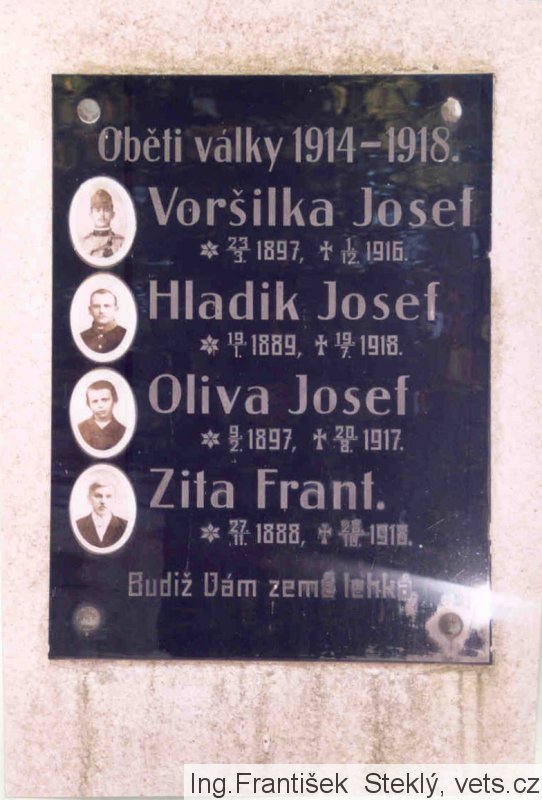 Oběti války 1914–1918.
Voršilka Josef
* 23/3. 1897, ✝ 1/12. 1916.
Hladik Josef
* 19/1. 1889, ✝ 19/7. 1918.
Oliva Josef
* 9/2. 1897, ✝ 20/8. 1917.
Zita Frant.
* 27/11. 1888, ✝
Budiž Vám země lehká.
Ing.František Steklý, vets.cz